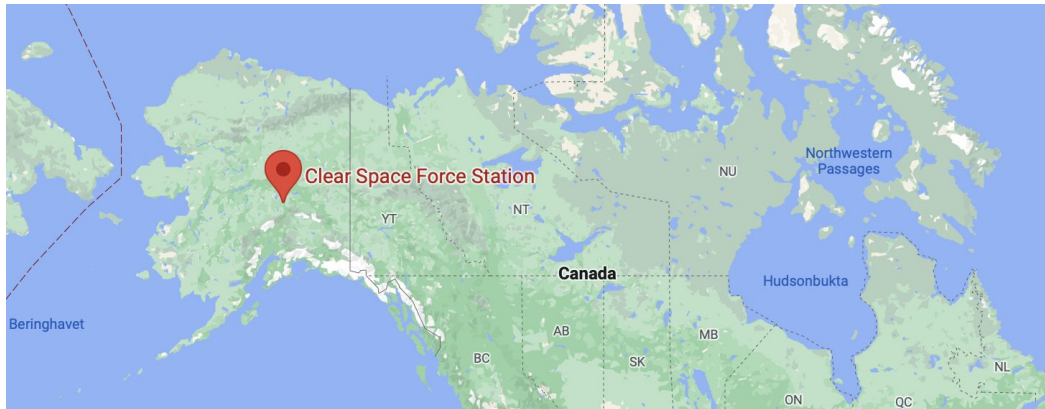 NU
Northwestern
Passages
Clear Space Force Station
NT
YT
Canada
Hudsonbukta
Beringhavet
AB
MB
BC
SK
NL
ON
QC